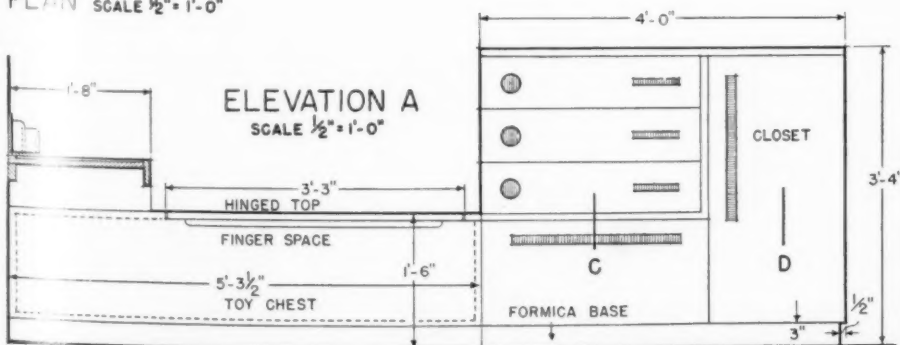 PLAN SCALE ½" = 1'-0"
4'-0"
1'-8"
ELEVATION A
SCALE ½" = 1'-0"
CLOSET
3'-3"
3'-4"
HINGED TOP
FINGER SPACE
C
D
5'-3½"
1'-6"
TOY CHEST
FORMICA BASE
3"
½"